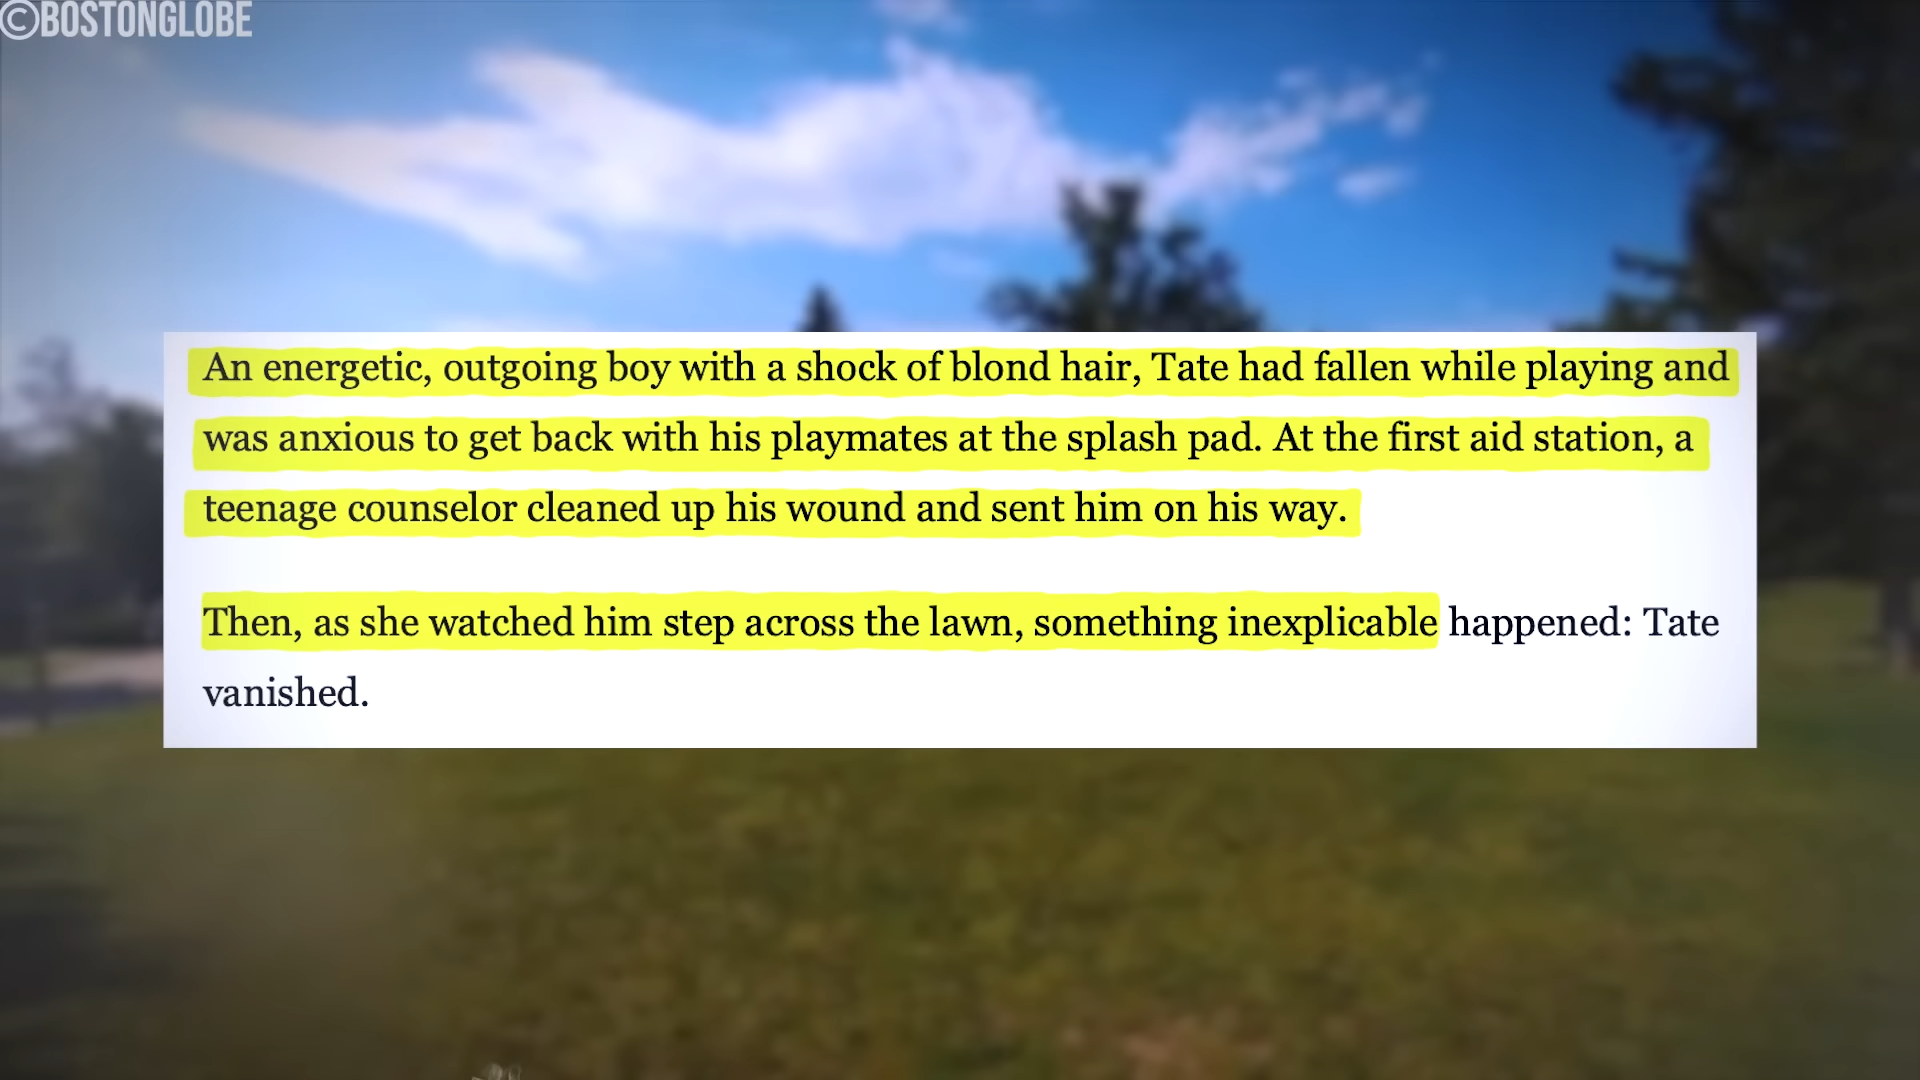 ©BOSTONGLOBE
An energetic, outgoing boy with a shock of blond hair, Tate had fallen while playing and
was anxious to get back with his playmates at the splash pad. At the first aid station, a
teenage counselor cleaned up his wound and sent him on his way.
Then, as she watched him step across the lawn, something inexplicable happened: Tate
vanished.